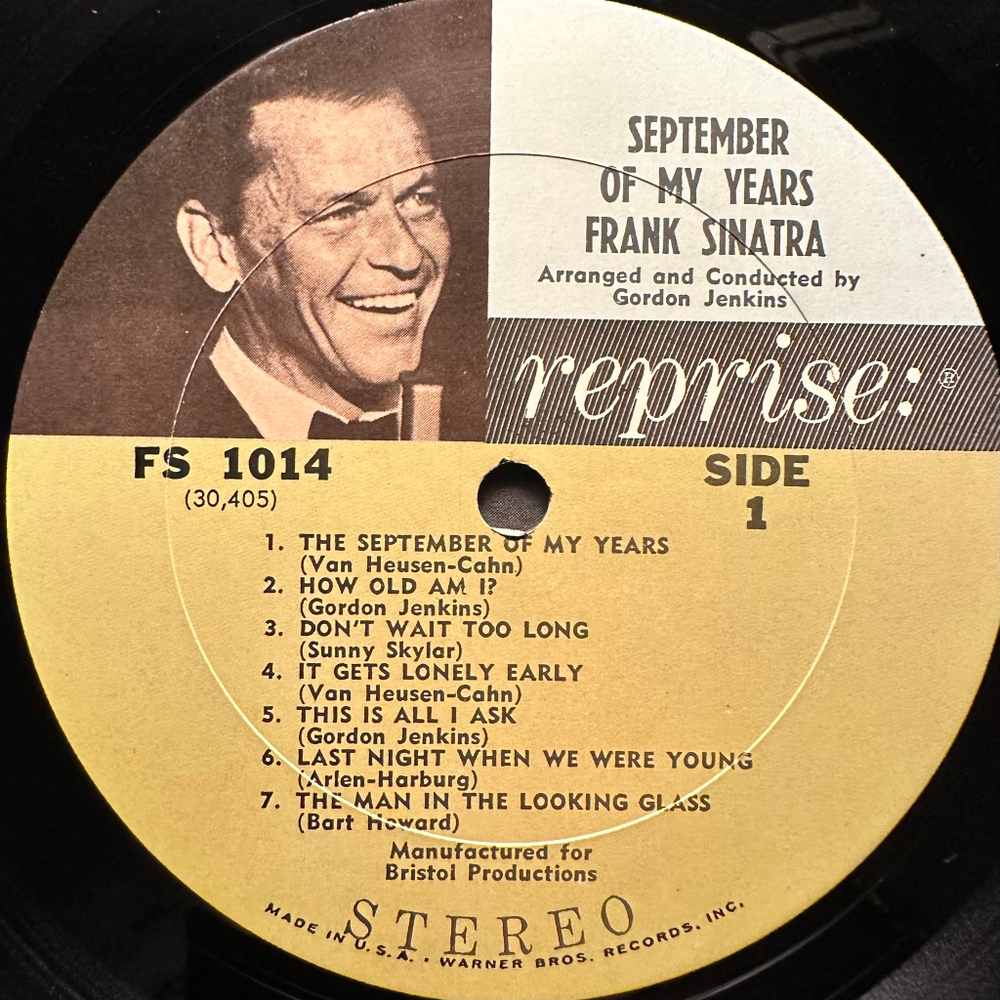 SEPTEMBER
OF MY YEARS
FRANK SINATRA
Arranged and Conducted by
Gordon Jenkins
reprise:®
FS 1014
(30,405)
SIDE
1
1. THE SEPTEMBER OF MY YEARS
(Van Heusen-Cahn)
2. HOW OLD AM I?
(Gordon Jenkins)
3. DON'T WAIT TOO LONG
(Sunny Skylar)
4. IT GETS LONELY EARLY
(Van Heusen-Cahn)
5. THIS IS ALL I ASK
(Gordon Jenkins)
6. LAST NIGHT WHEN WE WERE YOUNG
(Arlen-Harburg)
7. THE MAN IN THE LOOKING GLASS
(Bart Howard)
Manufactured for
Bristol Productions
STEREO
MADE IN U.S.A. · WARNER BROS. RECORDS, INC.